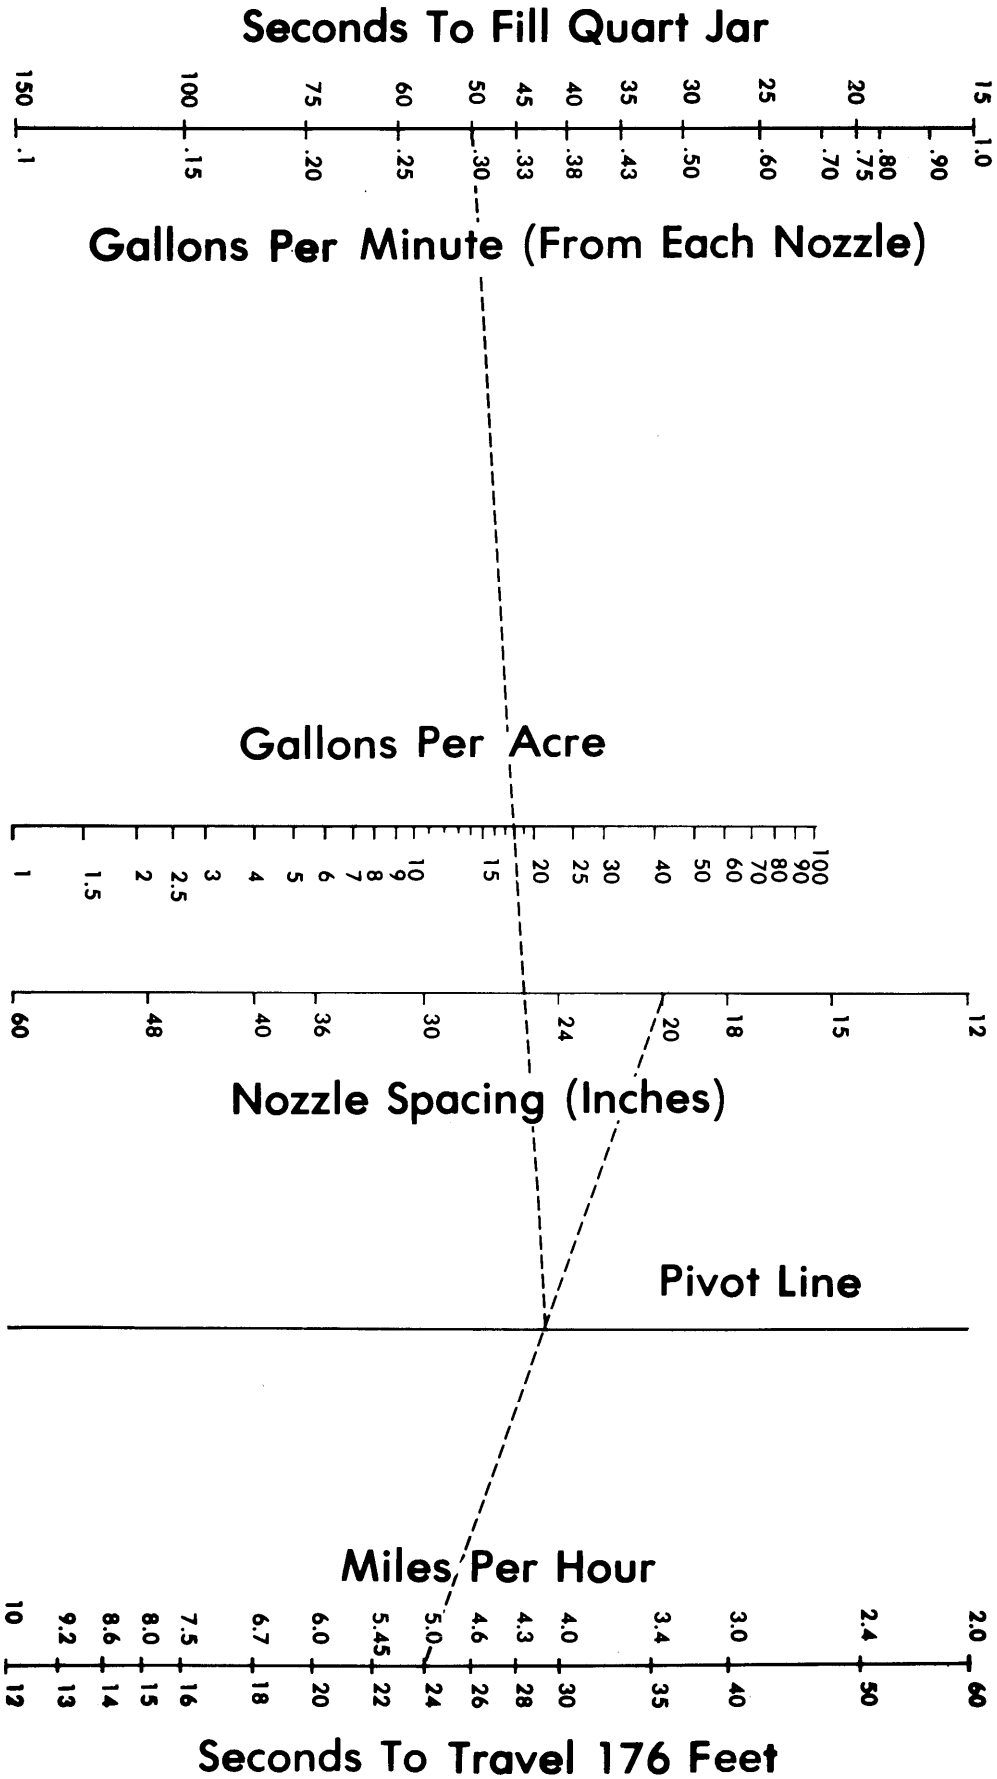 Seconds To Fill Quart Jar
150 100 75 60 50 45 40 35 30 25 20 15
.1 .15 .20 .25 .30 .33 .38 .43 .50 .60 .70 .75 .80 .90 1.0
Gallons Per Minute (From Each Nozzle)
Gallons Per Acre
1 1.5 2 2.5 3 4 5 6 7 8 9 10 15 20 25 30 40 50 60 70 80 90 100
60 48 40 36 30 24 20 18 15 12
Nozzle Spacing (Inches)
Pivot Line
Miles Per Hour
10 9.2 8.6 8.0 7.5 6.7 6.0 5.45 5.0 4.6 4.3 4.0 3.4 3.0 2.4 2.0
12 13 14 15 16 18 20 22 24 26 28 30 35 40 50 60
Seconds To Travel 176 Feet